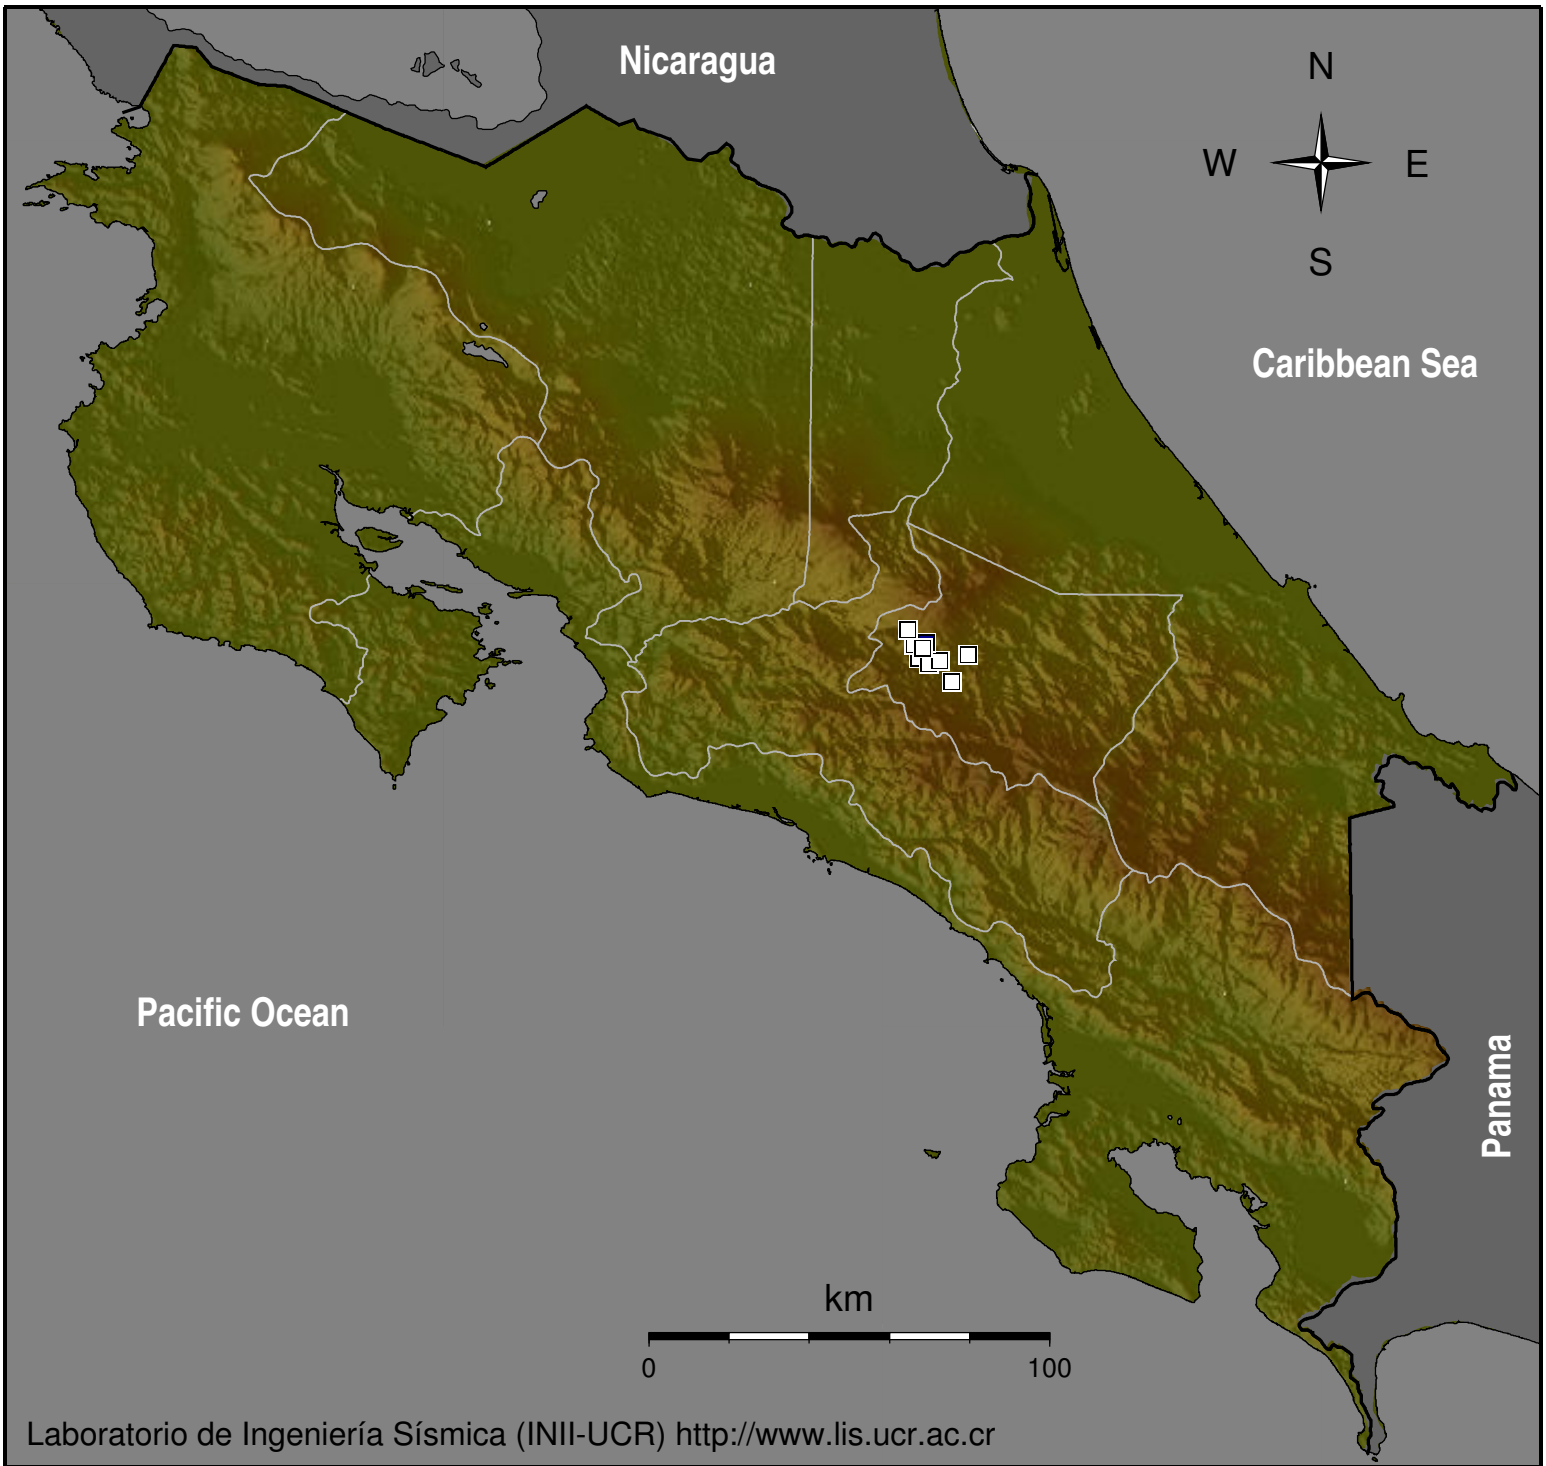 Nicaragua
N
W
E
S
Caribbean Sea
Pacific Ocean
Panama
km
0
100
Laboratorio de Ingeniería Sísmica (INII-UCR) http://www.lis.ucr.ac.cr